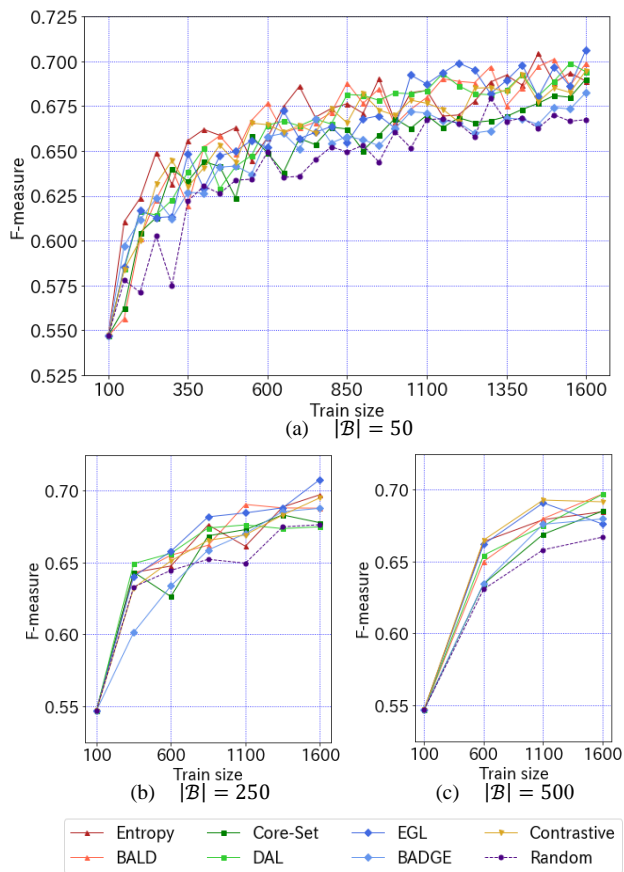 0.725
0.700
0.675
0.650
0.625
0.600
0.575
0.550
0.525
F-measure
100 350 600 850 1100 1350 1600
Train size
(a) |ℬ| = 50
0.70
0.65
0.60
0.55
F-measure
100 600 1100 1600
Train size
(b) |ℬ| = 250
0.70
0.65
0.60
0.55
F-measure
100 600 1100 1600
Train size
(c) |ℬ| = 500
Entropy Core-Set EGL Contrastive
BALD DAL BADGE Random